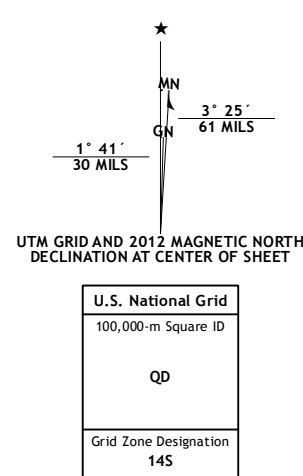 ★
MN
3° 25´
61 MILS
GN
1° 41´
30 MILS
UTM GRID AND 2012 MAGNETIC NORTH
DECLINATION AT CENTER OF SHEET
U.S. National Grid
100,000-m Square ID
QD
Grid Zone Designation
14S